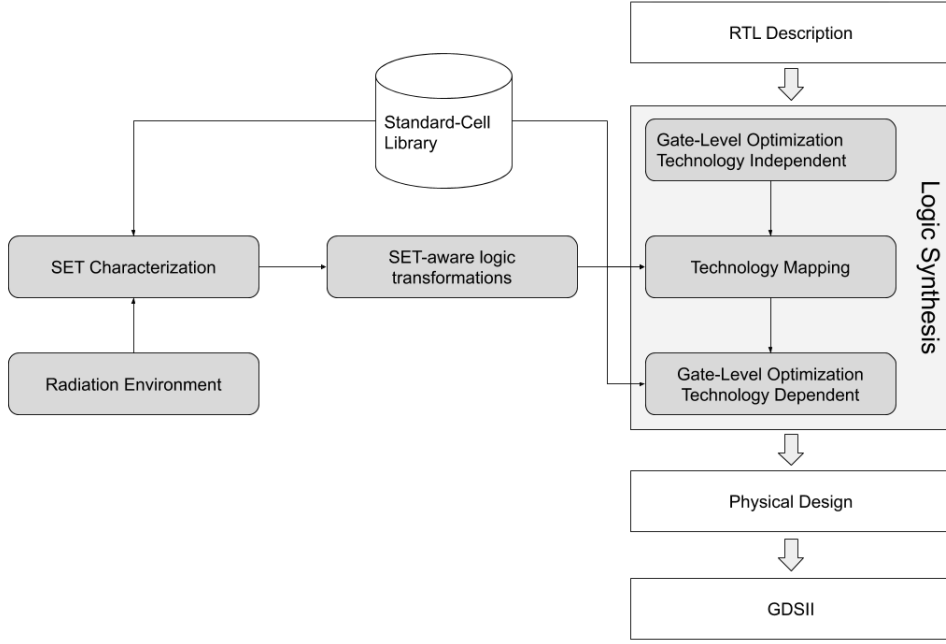 RTL Description
Standard-Cell
Library
Gate-Level Optimization
Technology Independent
Logic Synthesis
SET Characterization
SET-aware logic
transformations
Technology Mapping
Radiation Environment
Gate-Level Optimization
Technology Dependent
Physical Design
GDSII